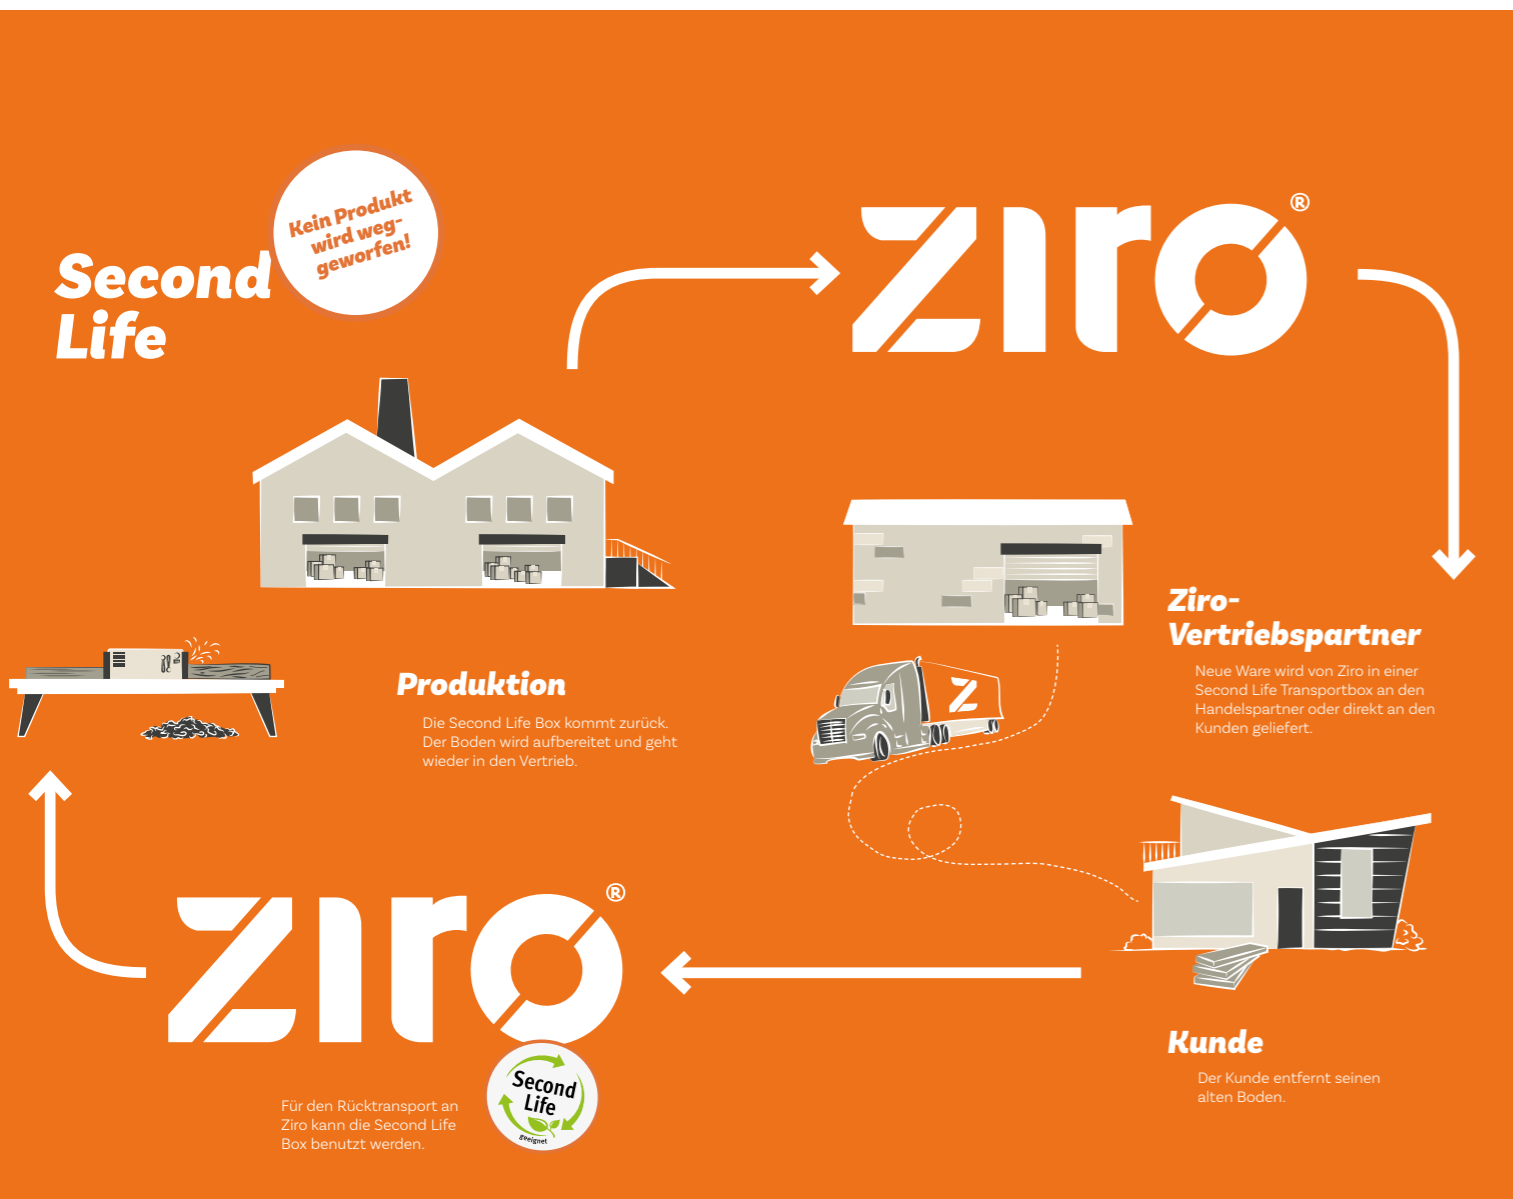 Second
Life
Kein Produkt
wird weg-
geworfen!
ziro®
Ziro-
Vertriebspartner
Neue Ware wird von Ziro in einer
Second Life Transportbox an den
Handelspartner oder direkt an den
Kunden geliefert.
Z
Produktion
Die Second Life Box kommt zurück.
Der Boden wird aufbereitet und geht
wieder in den Vertrieb.
Kunde
Der Kunde entfernt seinen
alten Boden.
ziro®
Second
Life
geeignet
Für den Rücktransport an
Ziro kann die Second Life
Box benutzt werden.